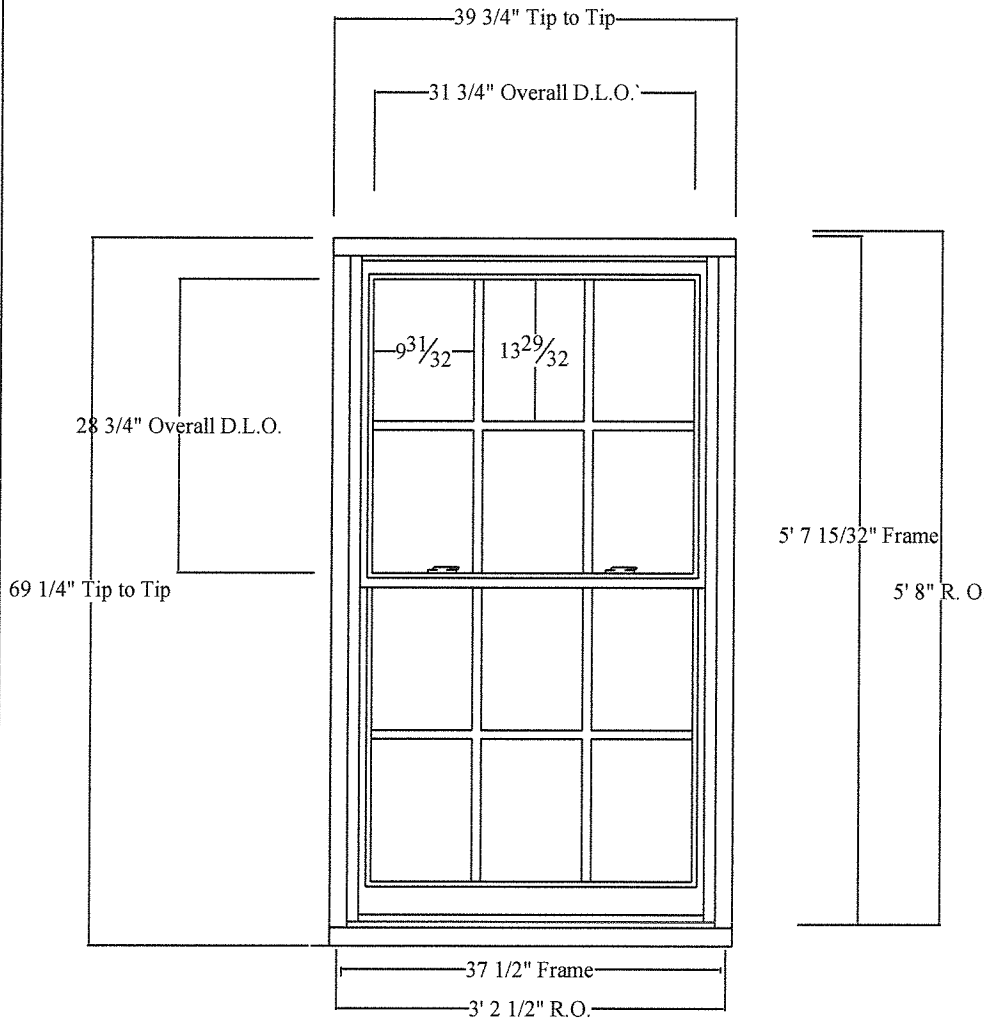 39 3/4" Tip to Tip
31 3/4" Overall D.L.O.`
9 31/32
13 29/32
28 3/4" Overall D.L.O.
5' 7 15/32" Frame
69 1/4" Tip to Tip
5' 8" R. O
37 1/2" Frame
3' 2 1/2" R.O.